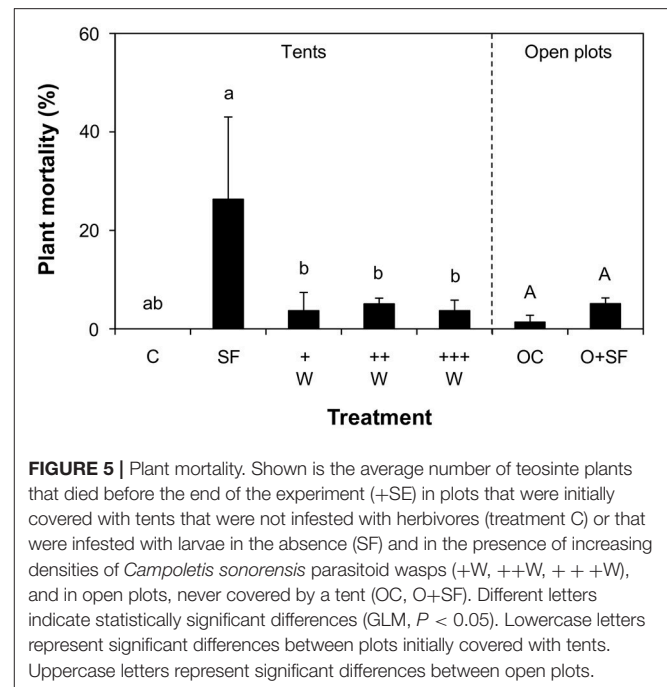 60
Tents
Open plots
a
40
Plant mortality (%)
20
b
b
b
A
A
ab
0
C
SF
+
W
++
W
+++
W
OC
O+SF
Treatment
FIGURE 5 | Plant mortality. Shown is the average number of teosinte plants
that died before the end of the experiment (+SE) in plots that were initially
covered with tents that were not infested with herbivores (treatment C) or that
were infested with larvae in the absence (SF) and in the presence of increasing
densities of Campoletis sonorensis parasitoid wasps (+W, ++W, + + +W),
and in open plots, never covered by a tent (OC, O+SF). Different letters
indicate statistically significant differences (GLM, P < 0.05). Lowercase letters
represent significant differences between plots initially covered with tents.
Uppercase letters represent significant differences between open plots.